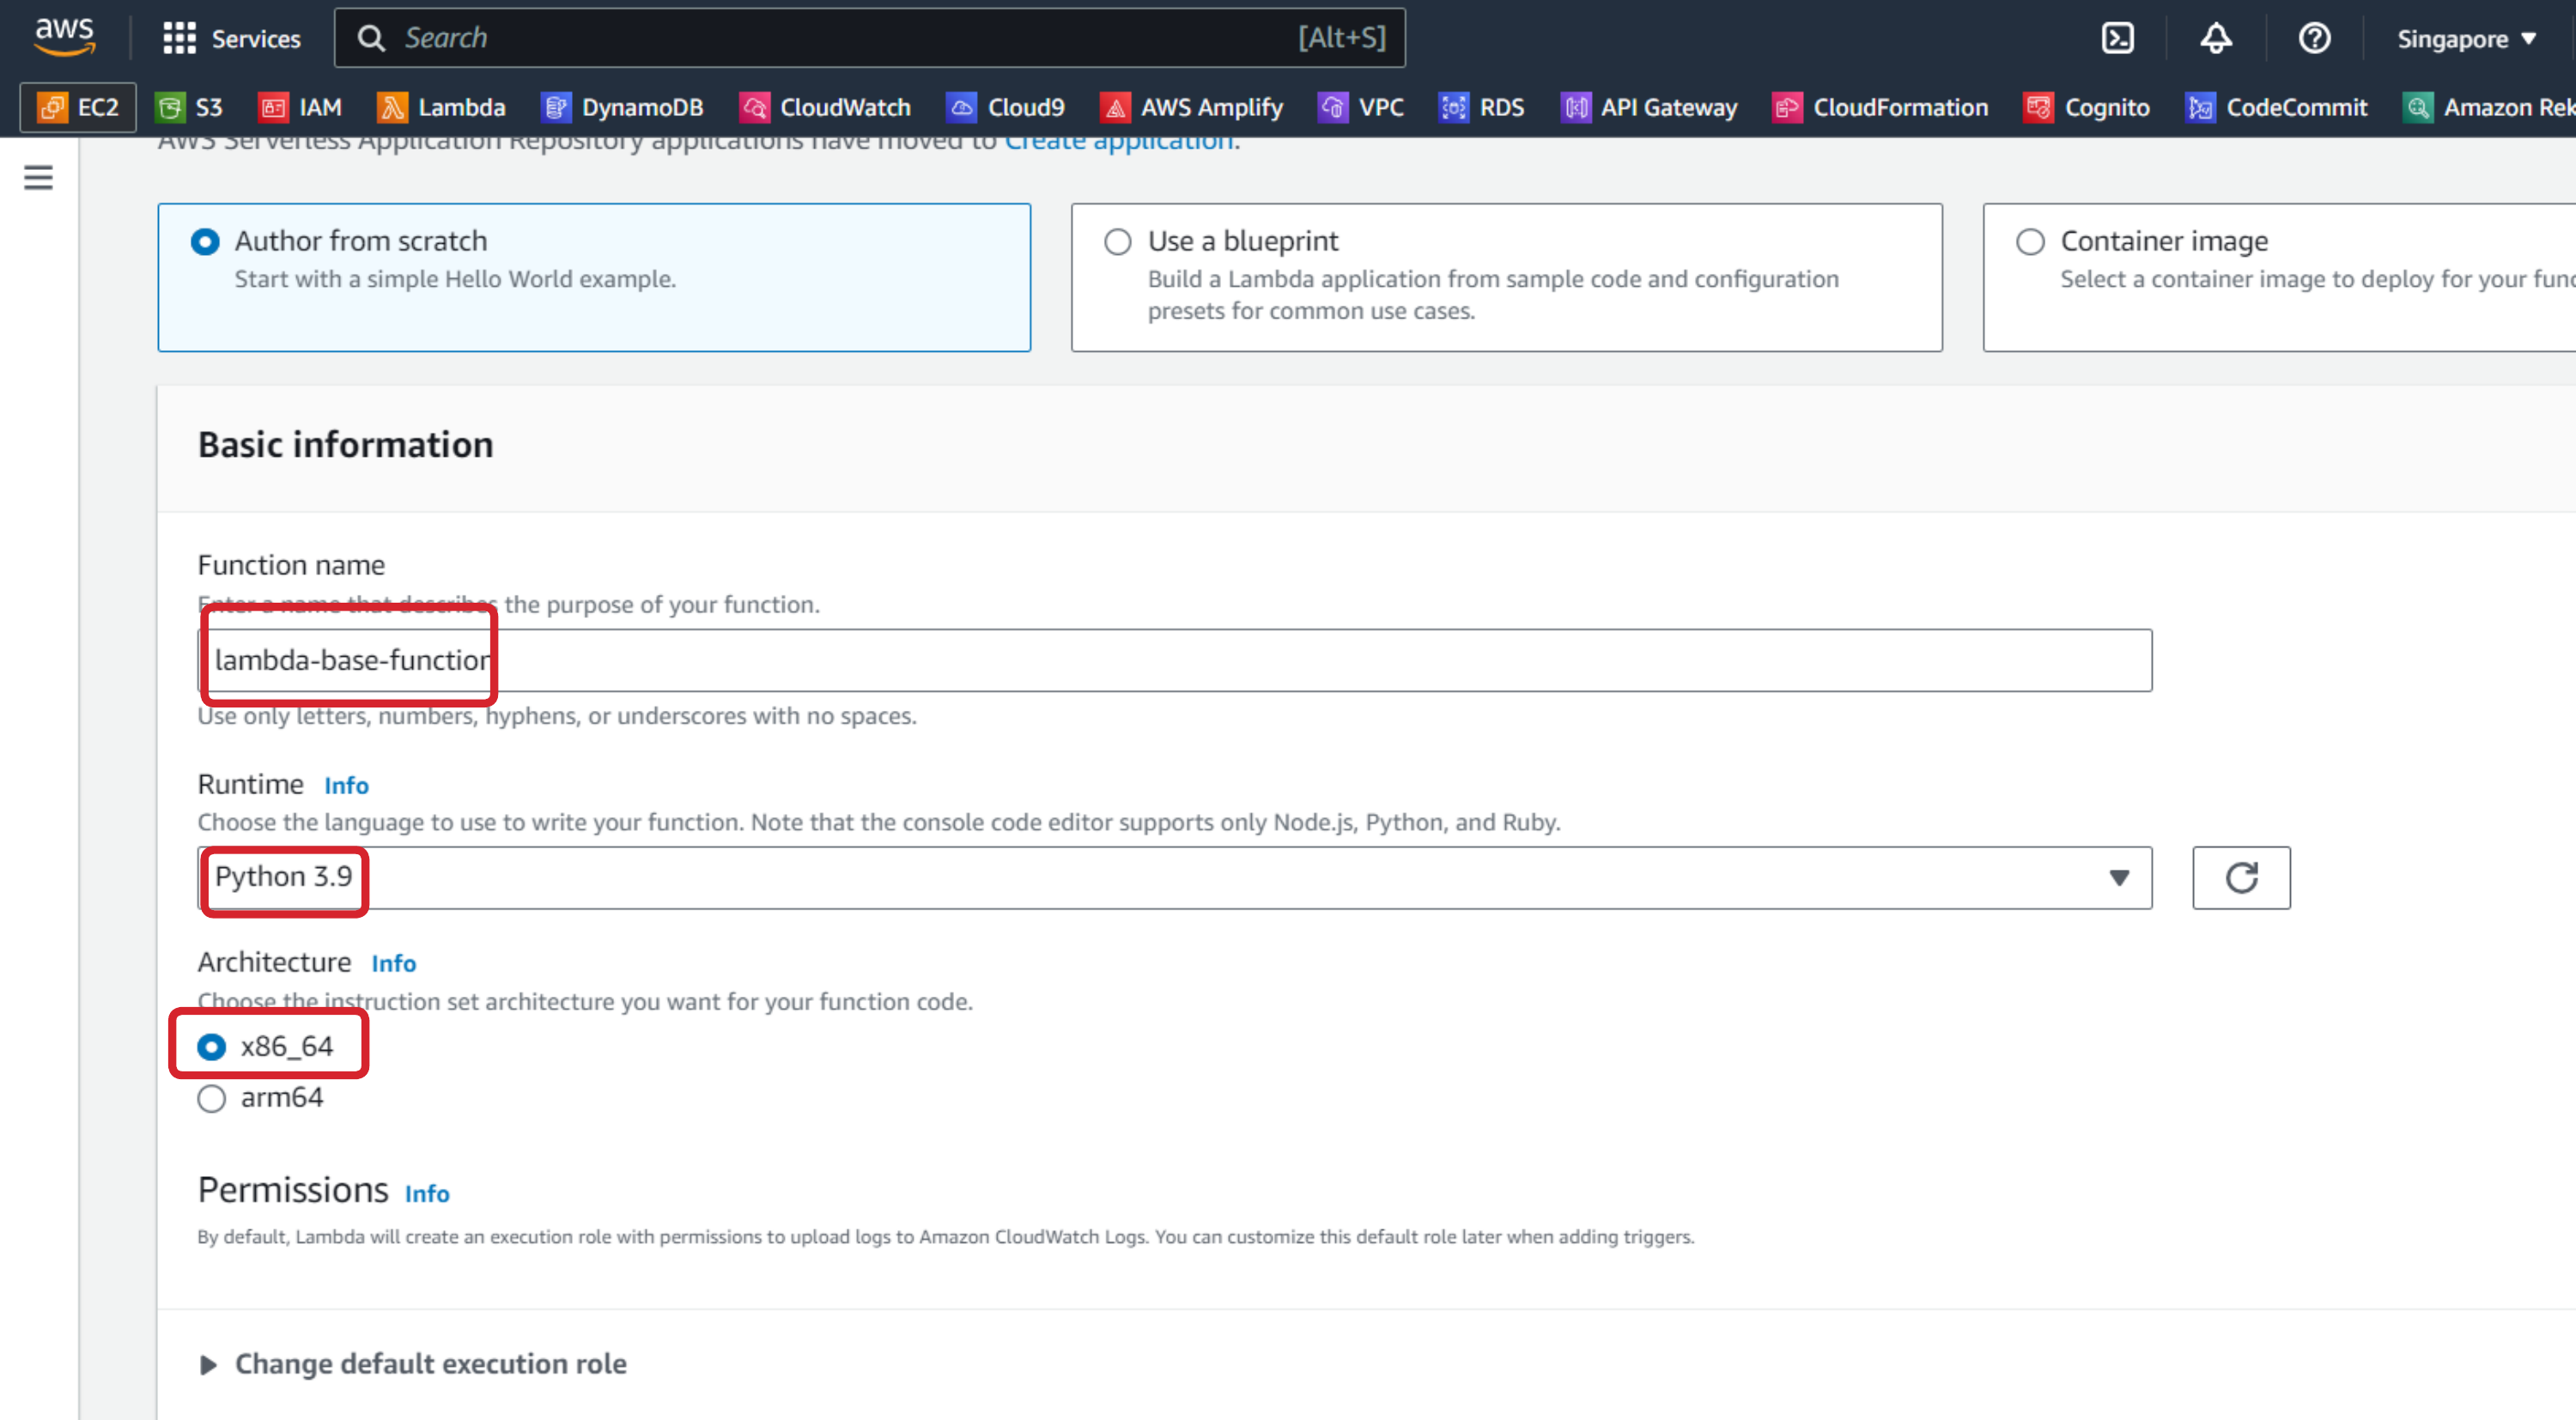 aws Services Search [Alt+S] Singapore
EC2 S3 IAM Lambda DynamoDB CloudWatch Cloud9 AWS Amplify VPC RDS API Gateway CloudFormation Cognito CodeCommit Amazon Rek
AWS Serverless Application Repository applications have moved to Create application.
Author from scratch
Start with a simple Hello World example.
Use a blueprint
Build a Lambda application from sample code and configuration
presets for common use cases.
Container image
Select a container image to deploy for your func
Basic information
Function name
Enter a name that describes the purpose of your function.
lambda-base-function
Use only letters, numbers, hyphens, or underscores with no spaces.
Runtime Info
Choose the language to use to write your function. Note that the console code editor supports only Node.js, Python, and Ruby.
Python 3.9
Architecture Info
Choose the instruction set architecture you want for your function code.
x86_64
arm64
Permissions Info
By default, Lambda will create an execution role with permissions to upload logs to Amazon CloudWatch Logs. You can customize this default role later when adding triggers.
Change default execution role